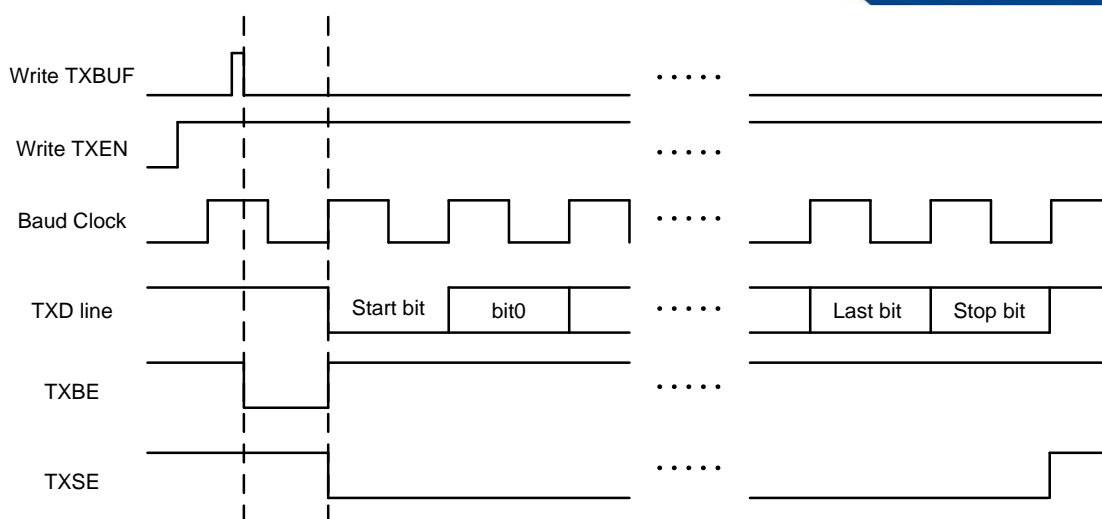 Write TXBUF
. . . . .
Write TXEN
. . . . .
Baud Clock
. . . . .
TXD line
Start bit
bit0
. . . . .
Last bit
Stop bit
TXBE
. . . . .
TXSE
. . . . .